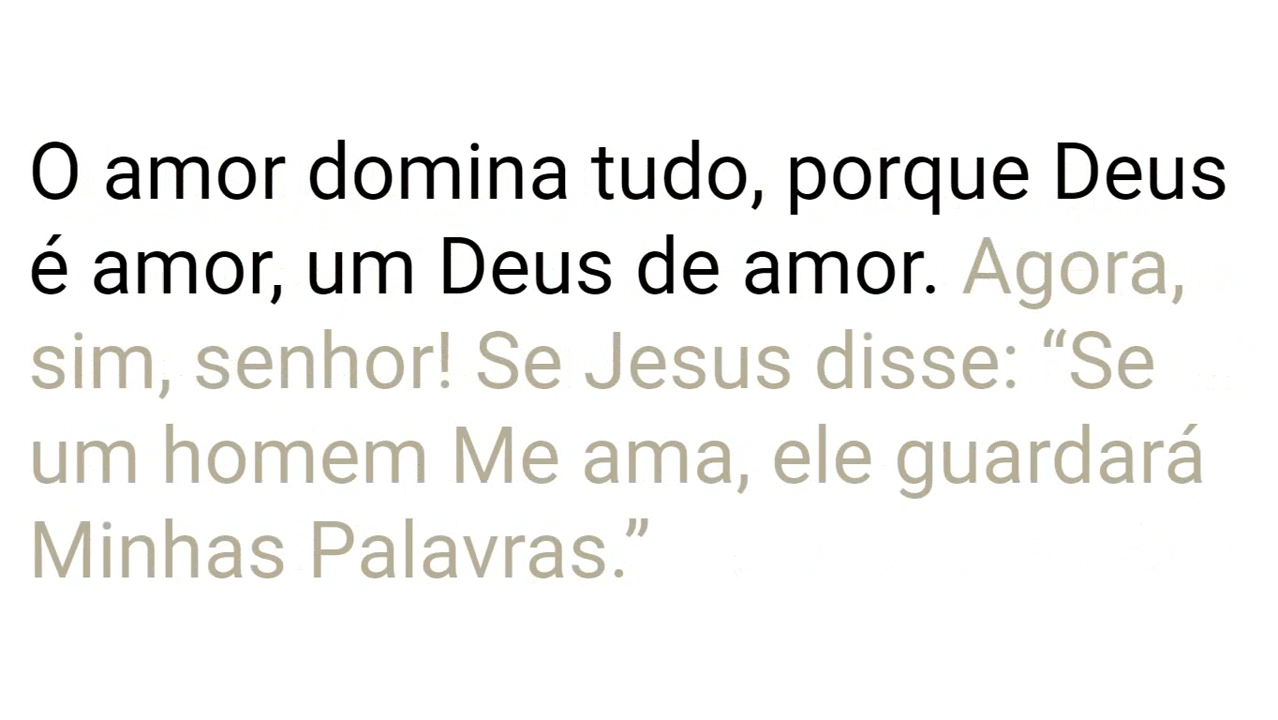 O amor domina tudo, porque Deus
é amor, um Deus de amor. Agora,
sim, senhor! Se Jesus disse: “Se
um homem Me ama, ele guardará
Minhas Palavras.”